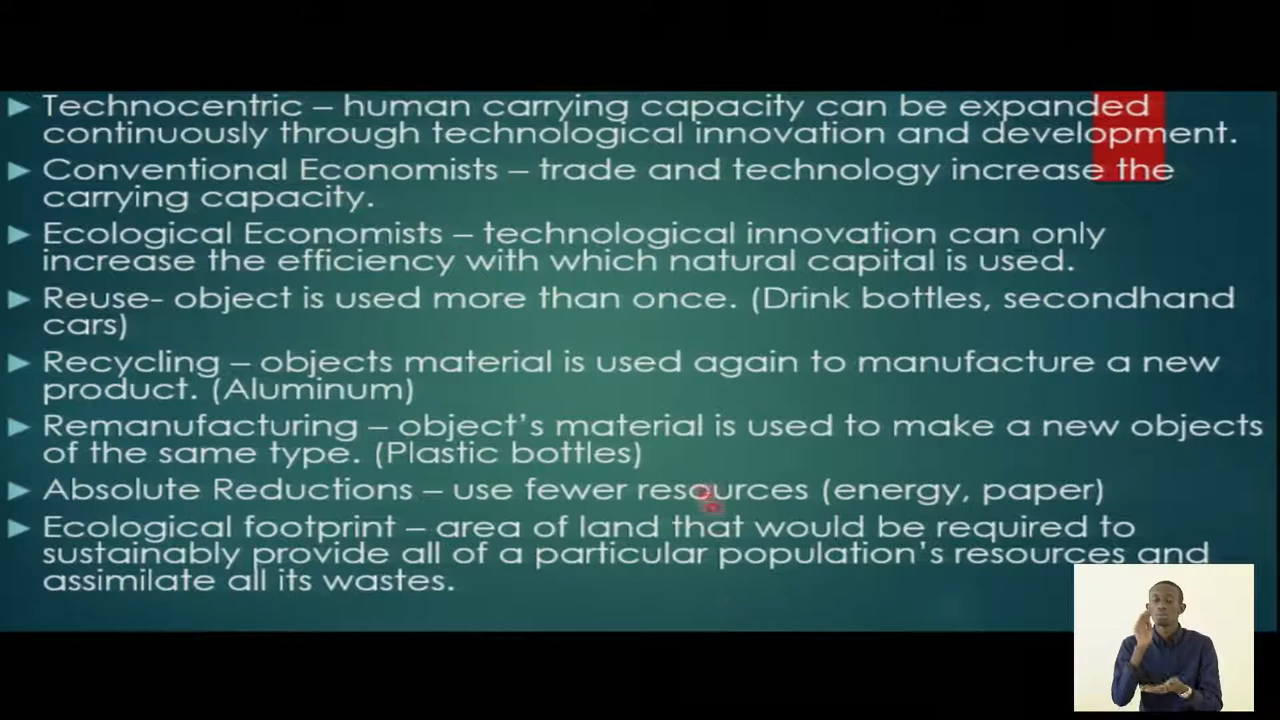 Technocentric – human carrying capacity can be expanded
continuously through technological innovation and development.
Conventional Economists – trade and technology increase the
carrying capacity.
Ecological Economists – technological innovation can only
increase the efficiency with which natural capital is used.
Reuse- object is used more than once. (Drink bottles, secondhand
cars)
Recycling – objects material is used again to manufacture a new
product. (Aluminum)
Remanufacturing – object’s material is used to make a new objects
of the same type. (Plastic bottles)
Absolute Reductions – use fewer resources (energy, paper)
Ecological footprint – area of land that would be required to
sustainably provide all of a particular population’s resources and
assimilate all its wastes.